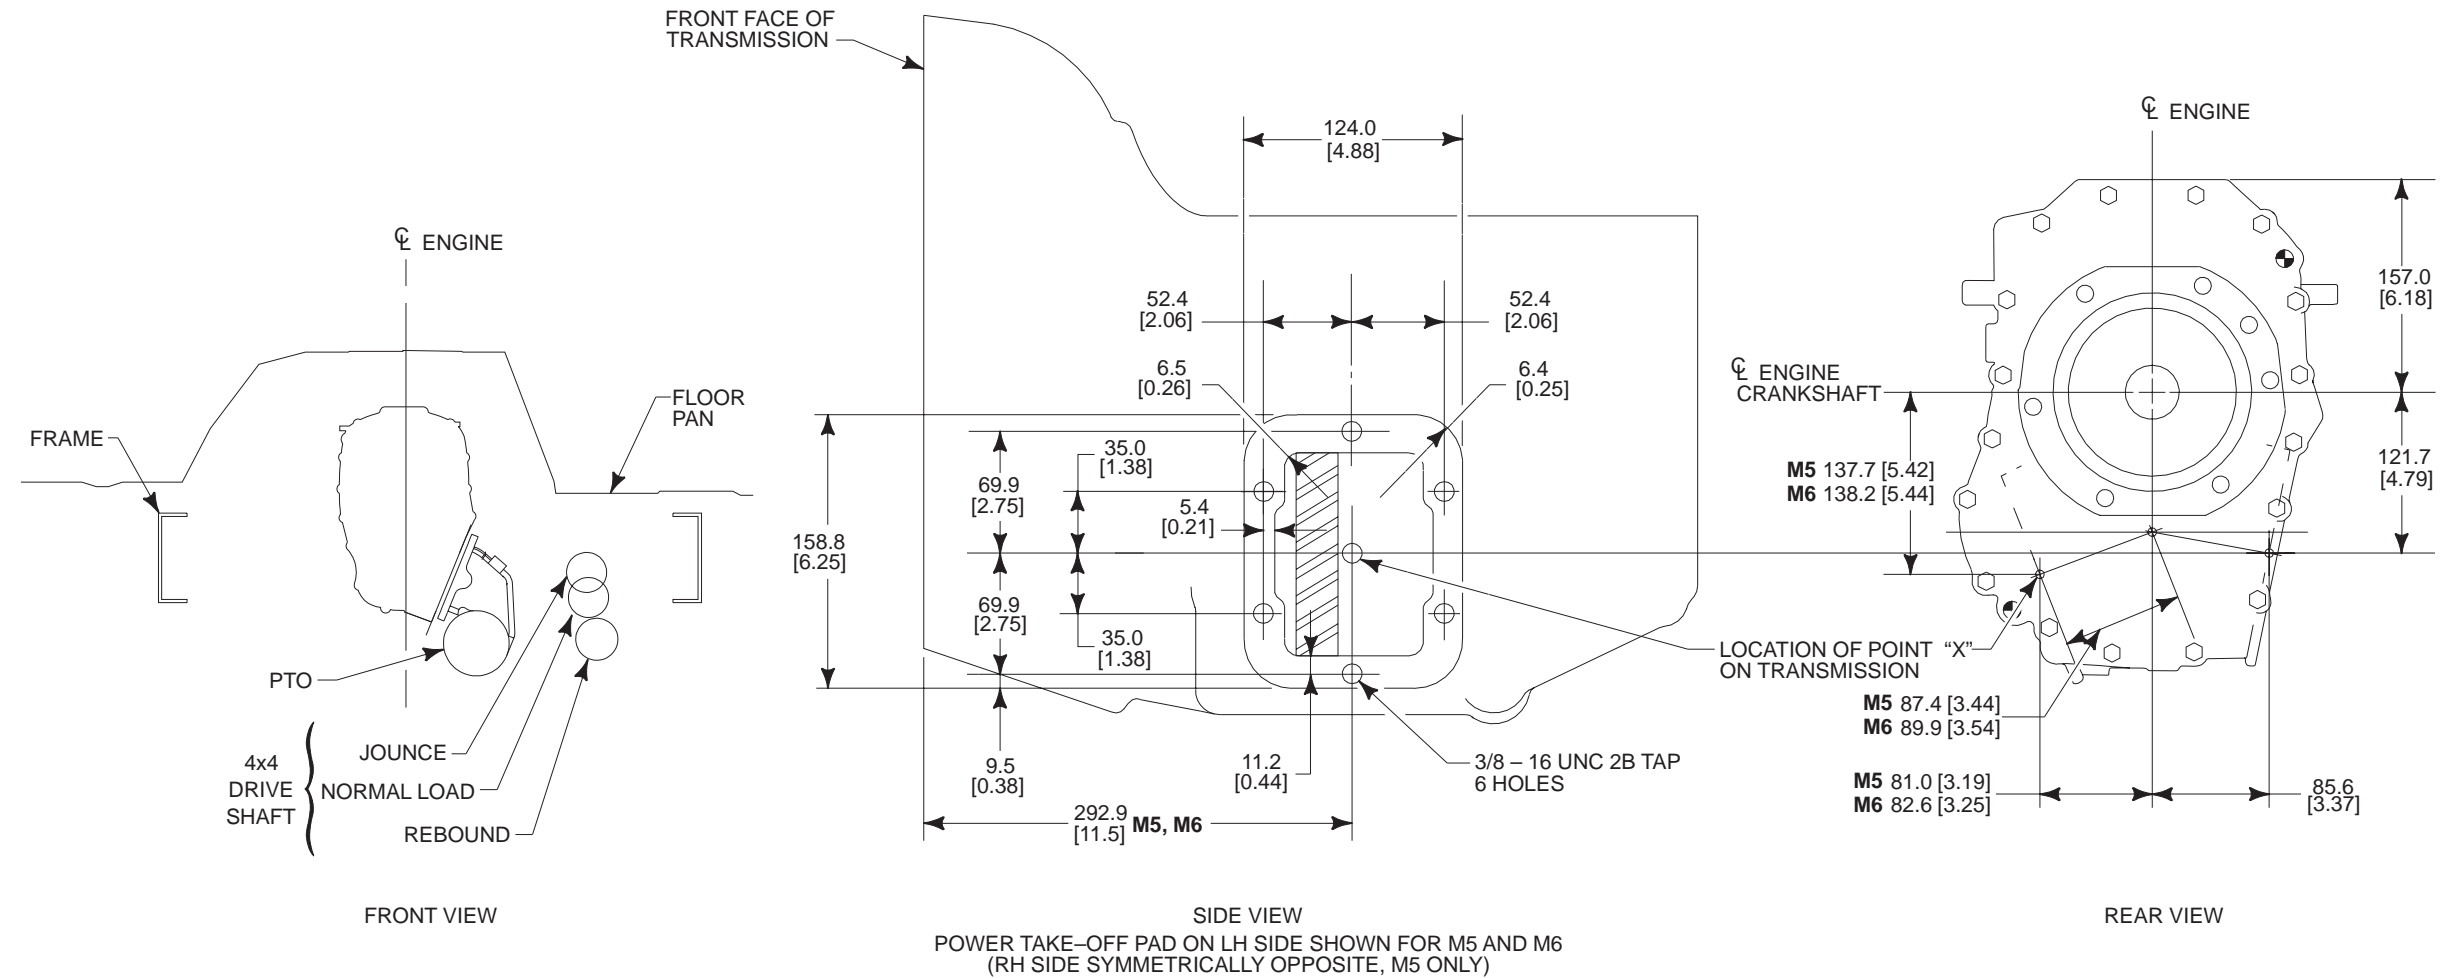 FRONT FACE OF
TRANSMISSION
℄ ENGINE
FRAME
FLOOR
PAN
PTO
4x4
DRIVE
SHAFT
JOUNCE
NORMAL LOAD
REBOUND
FRONT VIEW
124.0
[4.88]
52.4
[2.06]
52.4
[2.06]
6.5
[0.26]
6.4
[0.25]
35.0
[1.38]
69.9
[2.75]
5.4
[0.21]
158.8
[6.25]
69.9
[2.75]
35.0
[1.38]
9.5
[0.38]
11.2
[0.44]
292.9
[11.5] M5, M6
3/8 – 16 UNC 2B TAP
6 HOLES
LOCATION OF POINT “X”
ON TRANSMISSION
SIDE VIEW
POWER TAKE–OFF PAD ON LH SIDE SHOWN FOR M5 AND M6
(RH SIDE SYMMETRICALLY OPPOSITE, M5 ONLY)
℄ ENGINE
157.0
[6.18]
℄ ENGINE
CRANKSHAFT
M5 137.7 [5.42]
M6 138.2 [5.44]
121.7
[4.79]
M5 87.4 [3.44]
M6 89.9 [3.54]
M5 81.0 [3.19]
M6 82.6 [3.25]
85.6
[3.37]
REAR VIEW